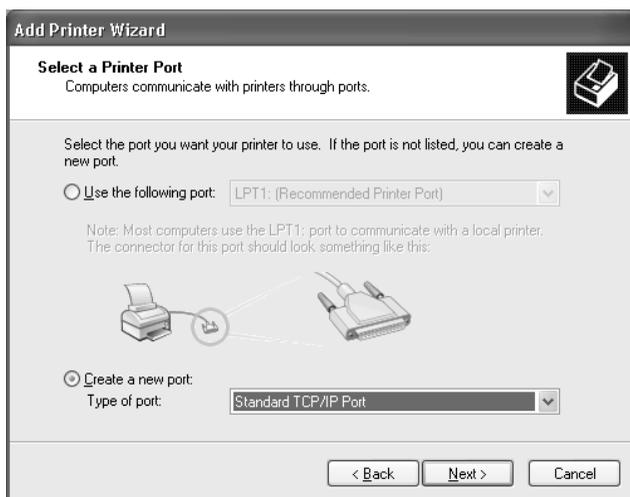 Add Printer Wizard
Select a Printer Port
Computers communicate with printers through ports.
Select the port you want your printer to use. If the port is not listed, you can create a
new port.
Use the following port: LPT1: (Recommended Printer Port)
Note: Most computers use the LPT1: port to communicate with a local printer.
The connector for this port should look something like this:
Create a new port:
Type of port: Standard TCP/IP Port
< Back Next > Cancel